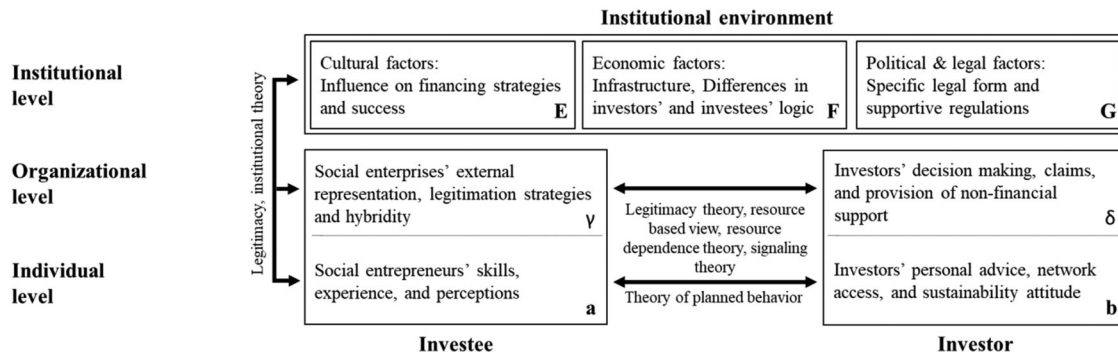 Institutional environment
Institutional
level
Cultural factors:
Influence on financing strategies
and success
E
Economic factors:
Infrastructure, Differences in
investors' and investees' logic
F
Political & legal factors:
Specific legal form and
supportive regulations
G
Legitimacy, institutional theory
Organizational
level
Social enterprises' external
representation, legitimation strategies
and hybridity
γ
Legitimacy theory, resource
based view, resource
dependence theory, signaling
theory
Investors' decision making, claims,
and provision of non-financial
support
δ
Individual
level
Social entrepreneurs' skills,
experience, and perceptions
a
Theory of planned behavior
Investors' personal advice, network
access, and sustainability attitude
b
Investee
Investor